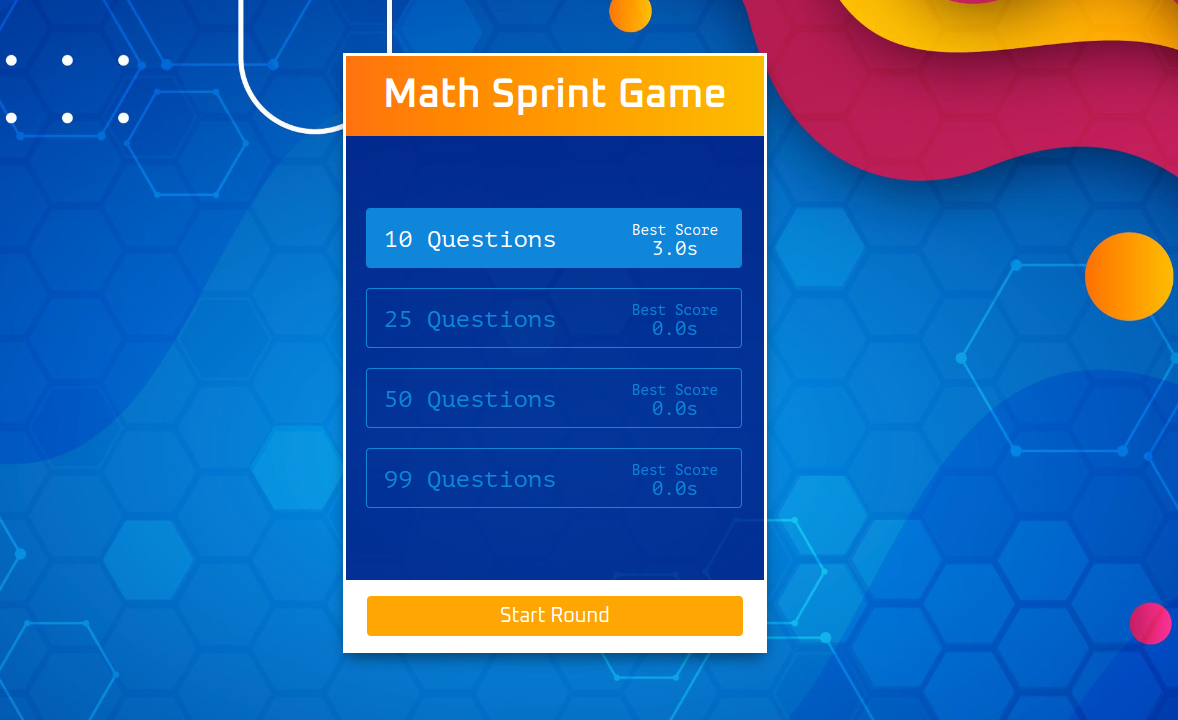 Math Sprint Game
10 Questions
Best Score
3.0s
25 Questions
Best Score
0.0s
50 Questions
Best Score
0.0s
99 Questions
Best Score
0.0s
Start Round